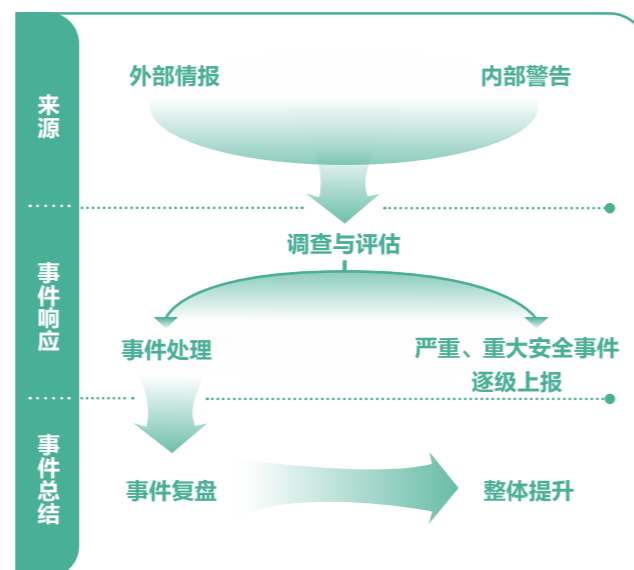 来源
外部情报
内部警告
事件响应
调查与评估
事件处理
严重、重大安全事件
逐级上报
事件总结
事件复盘
整体提升